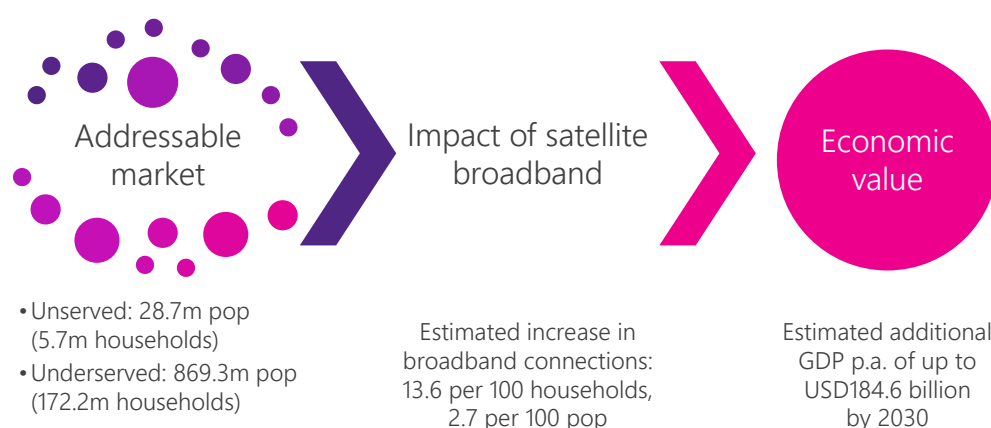 Addressable
market
Impact of satellite
broadband
Economic
value
• Unserved: 28.7m pop
(5.7m households)
• Underserved: 869.3m pop
(172.2m households)
Estimated increase in
broadband connections:
13.6 per 100 households,
2.7 per 100 pop
Estimated additional
GDP p.a. of up to
USD184.6 billion
by 2030